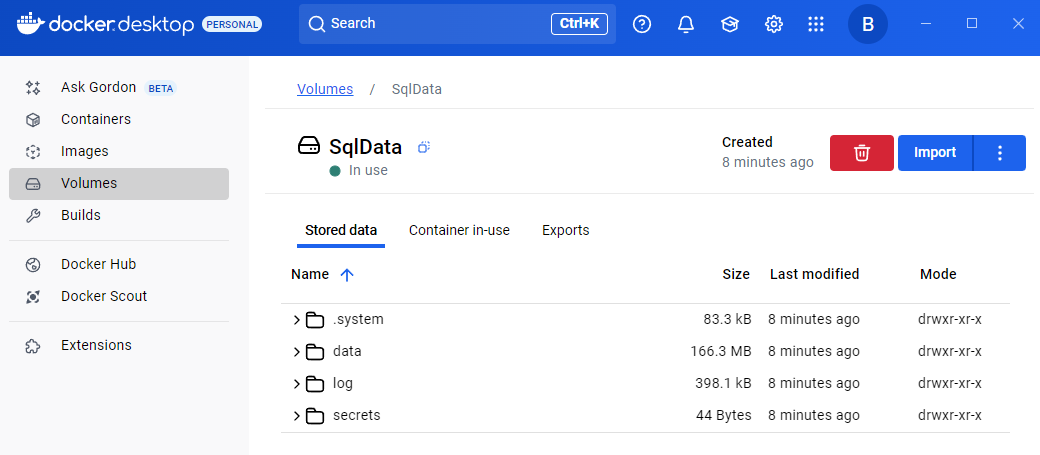 docker.desktop PERSONAL Search Ctrl+K B
Ask Gordon BETA
Containers
Images
Volumes
Builds
Docker Hub
Docker Scout
Extensions
Volumes / SqlData
SqlData
In use
Created
8 minutes ago
Import
Stored data Container in-use Exports
Name Size Last modified Mode
.system 83.3 kB 8 minutes ago drwxr-xr-x
data 166.3 MB 8 minutes ago drwxr-xr-x
log 398.1 kB 8 minutes ago drwxr-xr-x
secrets 44 Bytes 8 minutes ago drwxr-xr-x